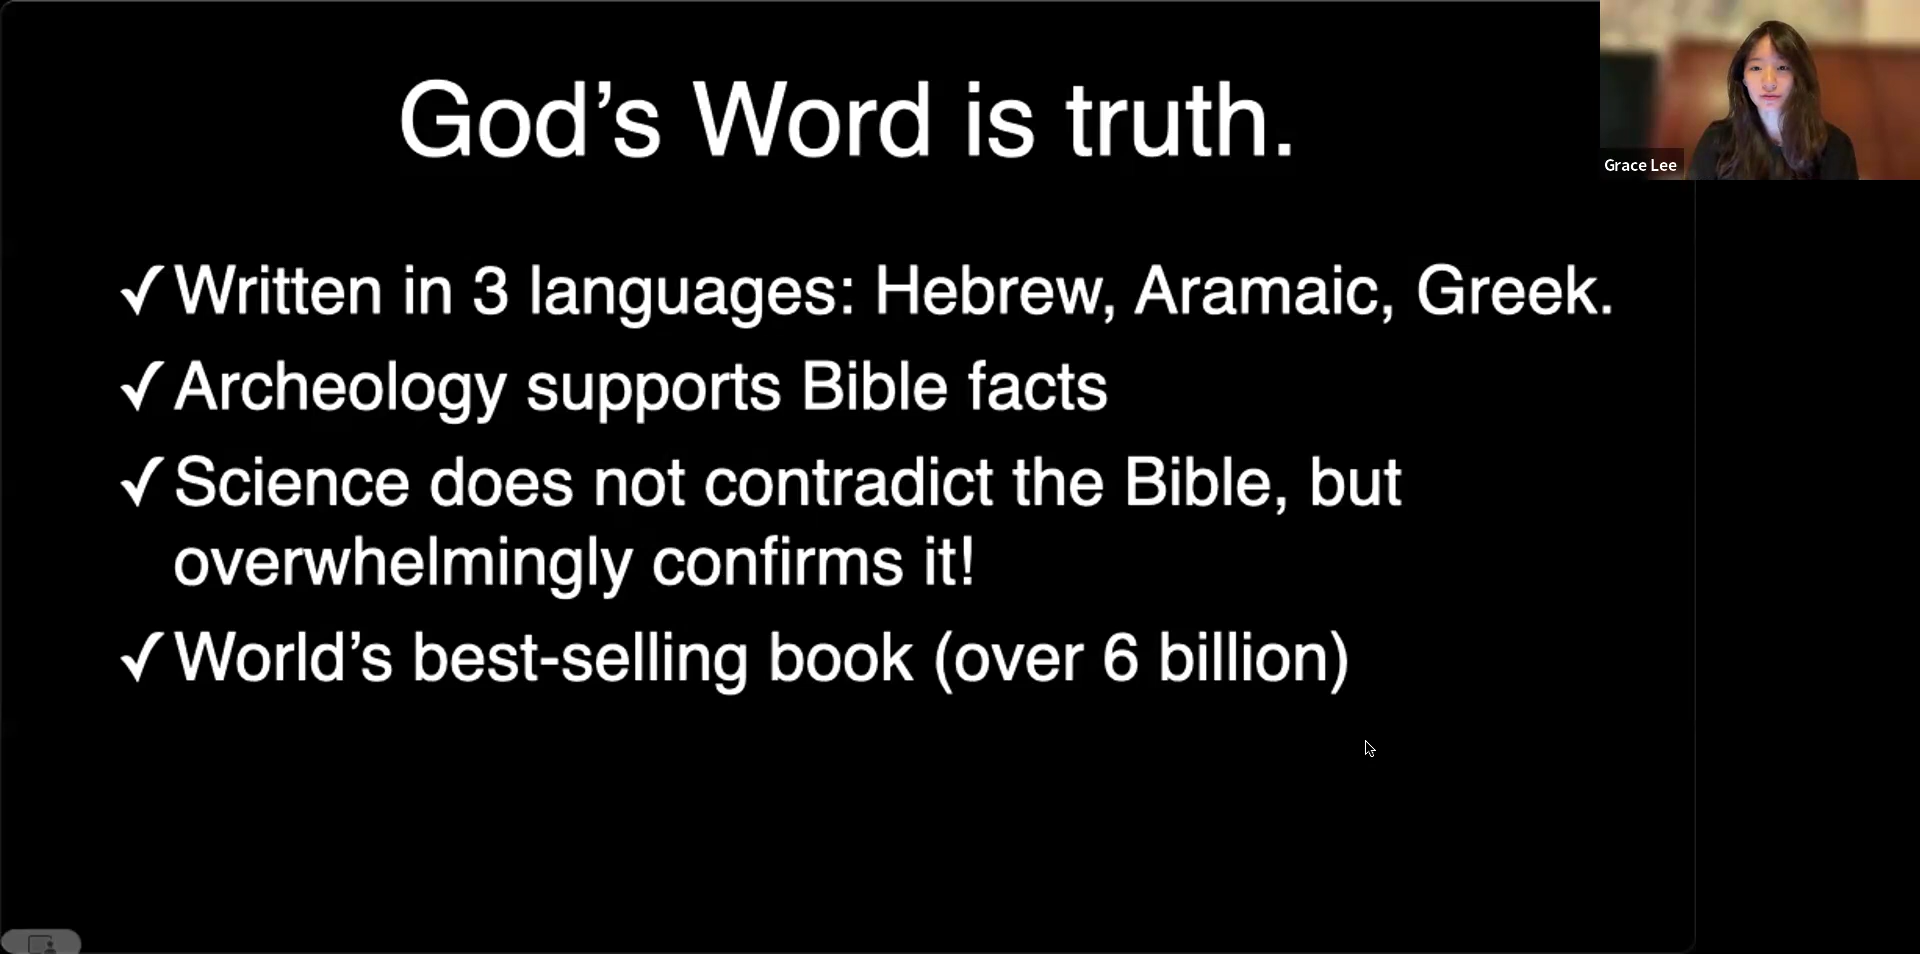 God’s Word is truth.
Grace Lee
✓Written in 3 languages: Hebrew, Aramaic, Greek.
✓Archeology supports Bible facts
✓Science does not contradict the Bible, but
overwhelmingly confirms it!
✓World’s best-selling book (over 6 billion)